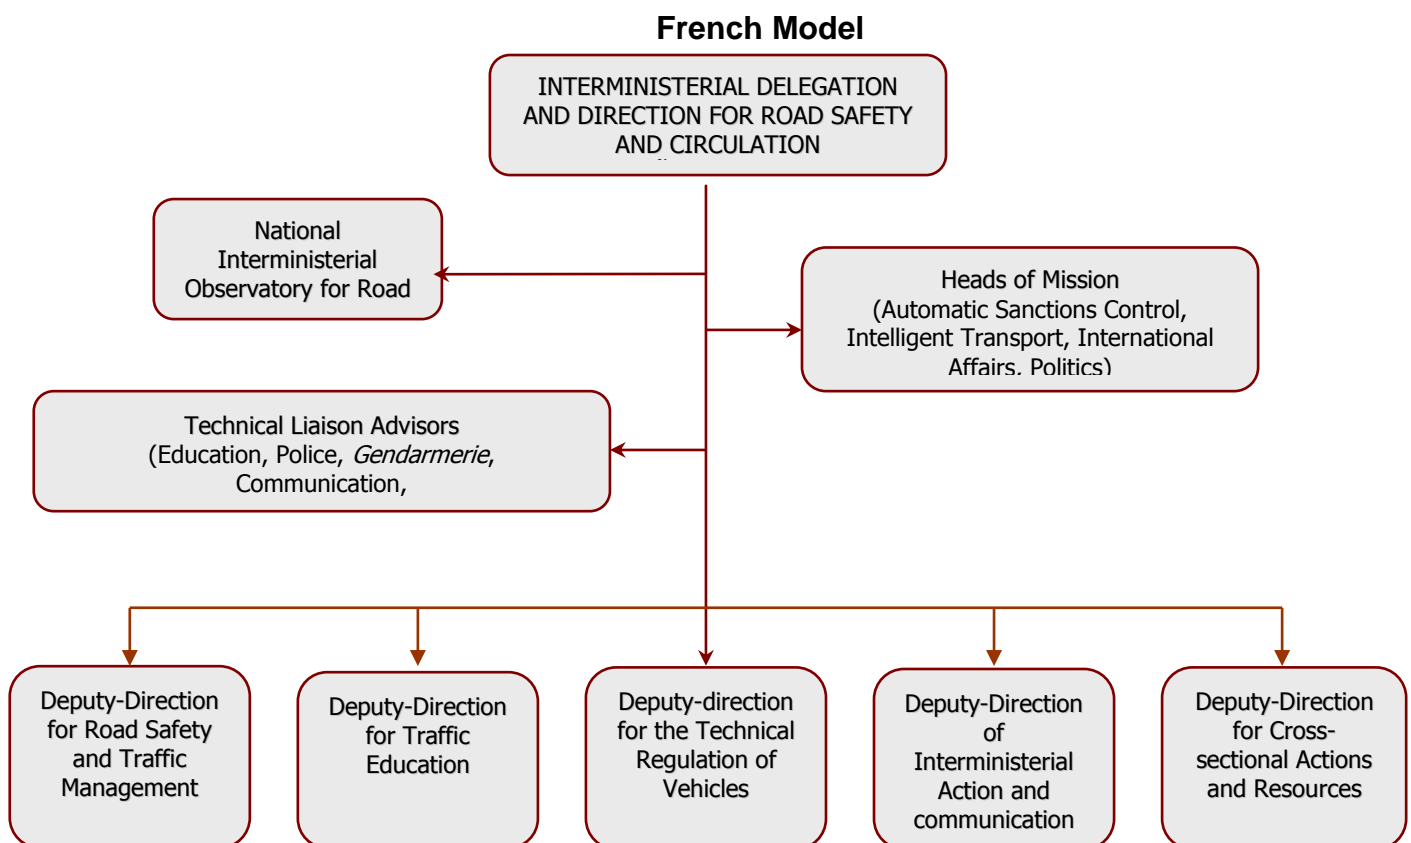 French Model
INTERMINISTERIAL DELEGATION
AND DIRECTION FOR ROAD SAFETY
AND CIRCULATION
National
Interministerial
Observatory for Road
Heads of Mission
(Automatic Sanctions Control,
Intelligent Transport, International
Affairs, Politics)
Technical Liaison Advisors
(Education, Police, Gendarmerie,
Communication,
Deputy-Direction
for Road Safety
and Traffic
Management
Deputy-Direction
for Traffic
Education
Deputy-direction
for the Technical
Regulation of
Vehicles
Deputy-Direction
of
Interministerial
Action and
communication
Deputy-Direction
for Cross-
sectional Actions
and Resources